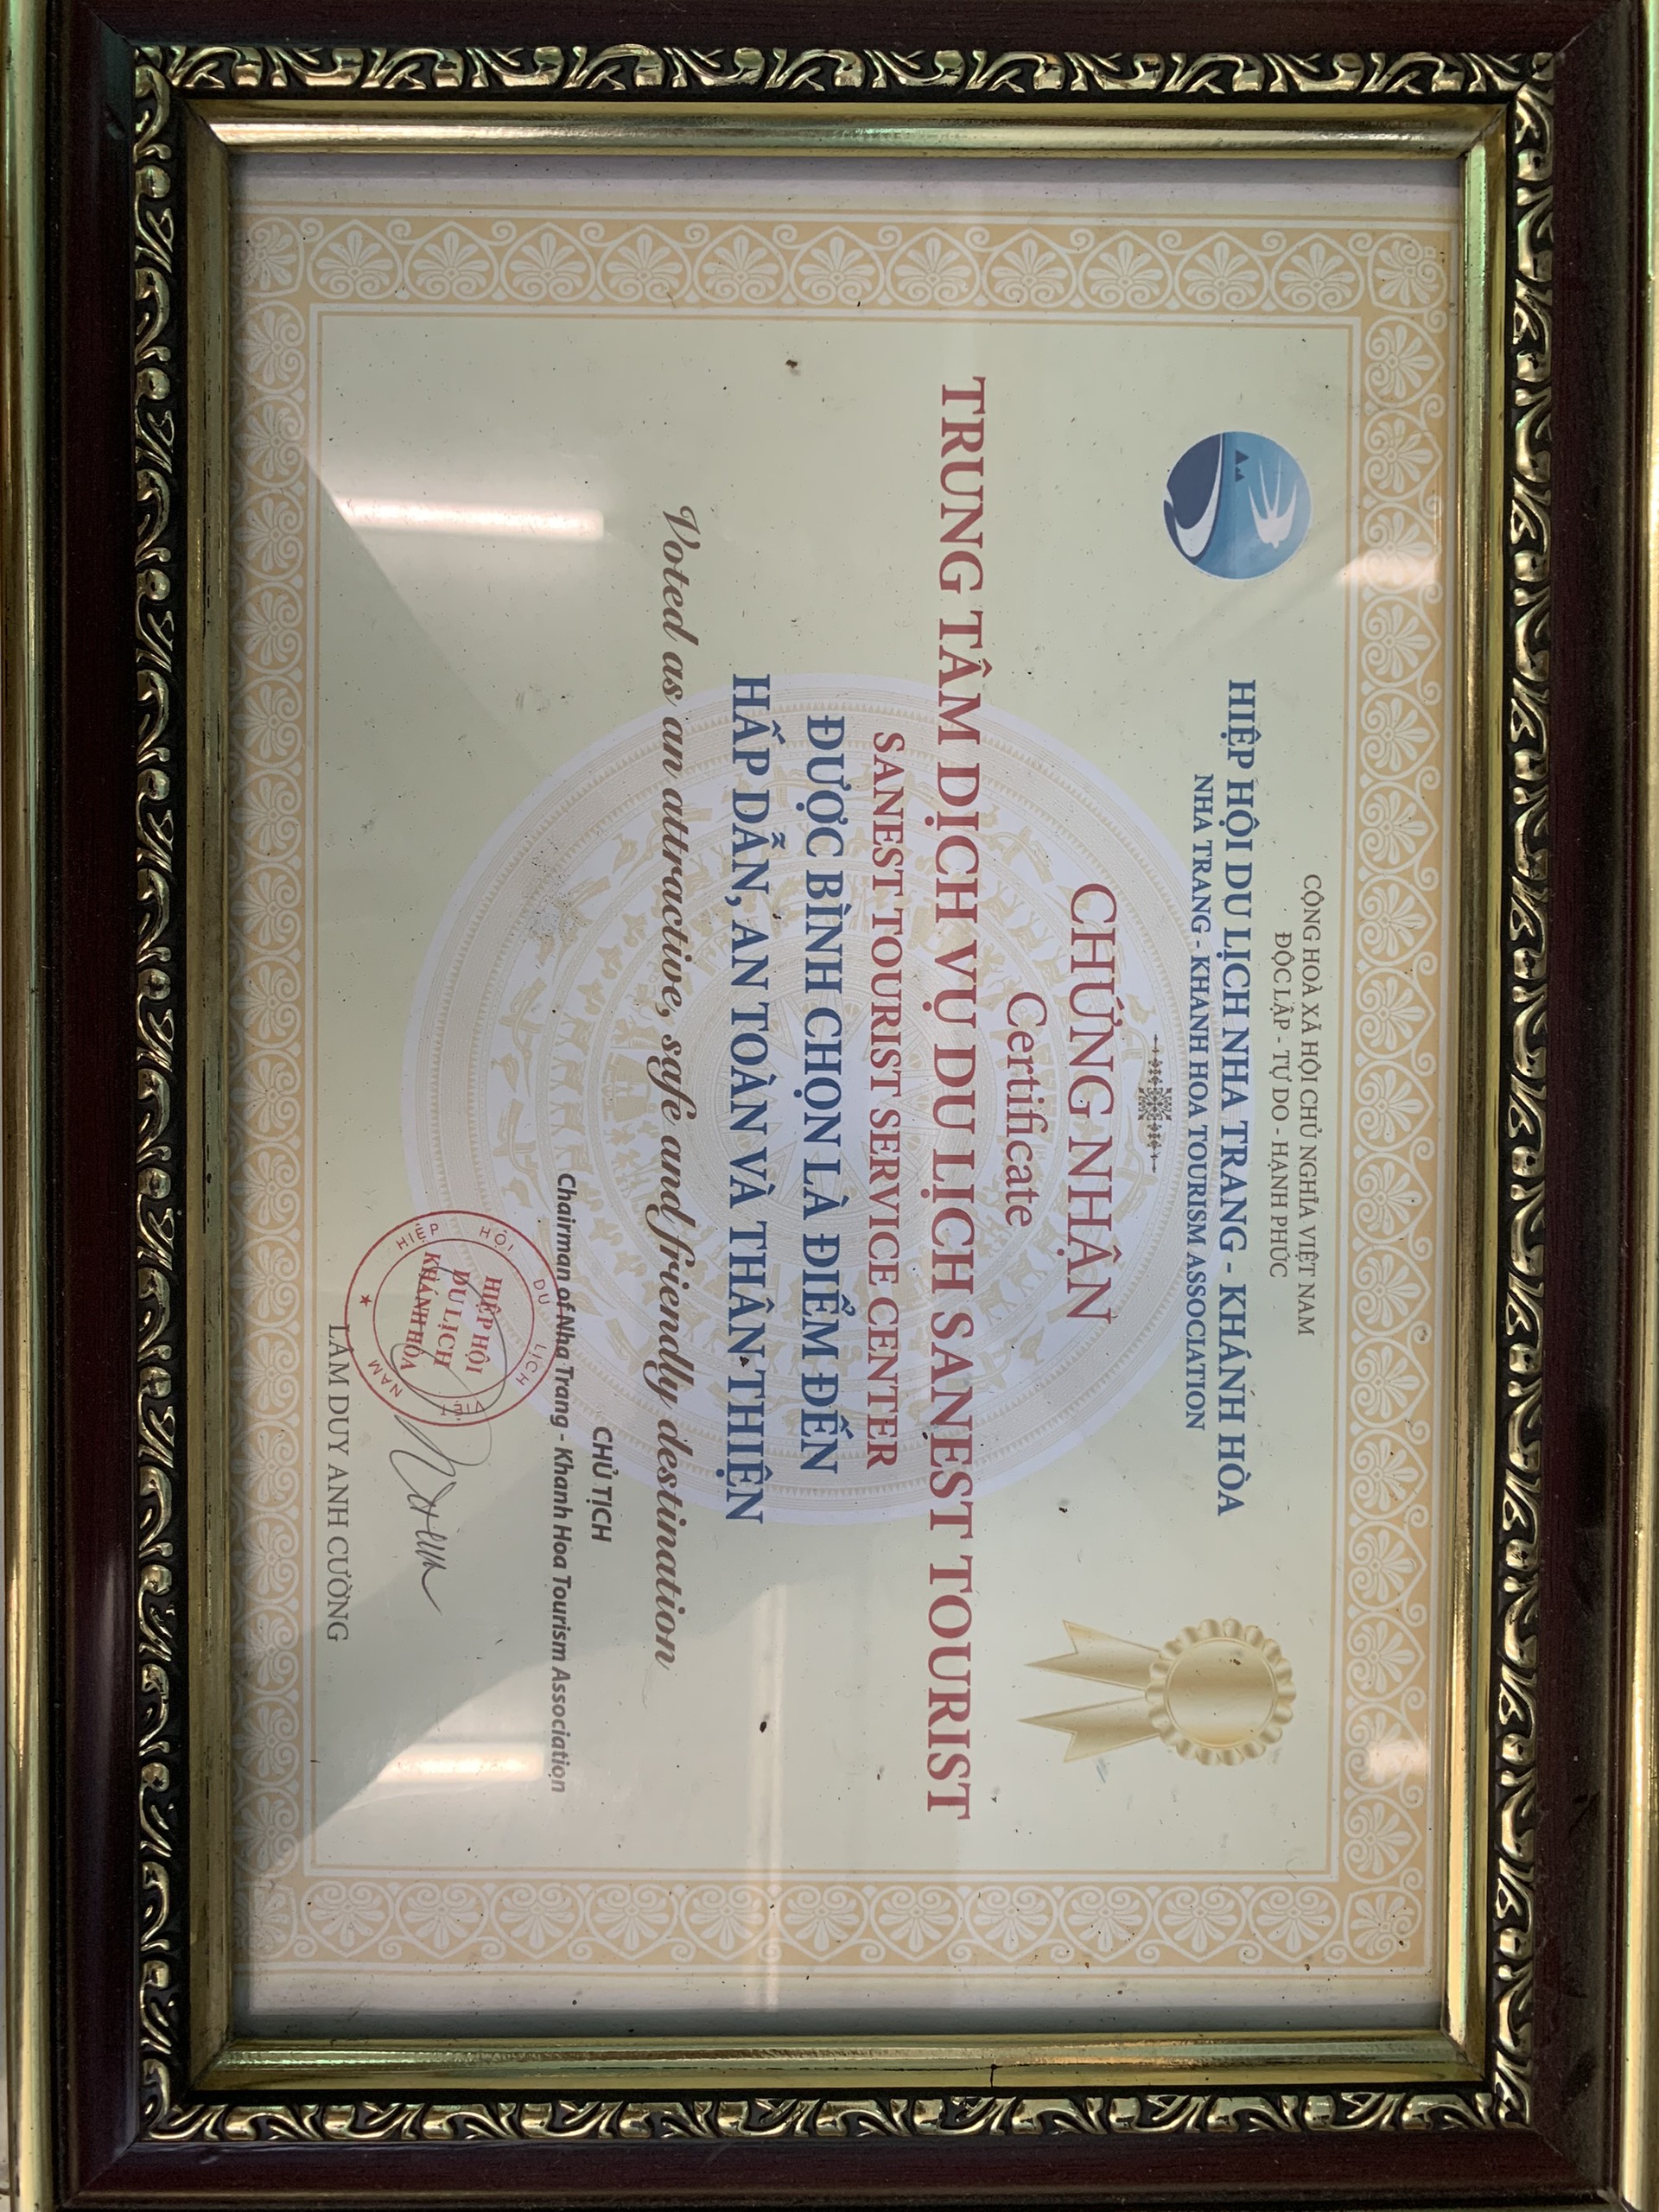 CỘNG HOÀ XÃ HỘI CHỦ NGHĨA VIỆT NAM
ĐỘC LẬP - TỰ DO - HẠNH PHÚC
HIỆP HỘI DU LỊCH NHA TRANG - KHÁNH HÒA
NHA TRANG - KHANH HOA TOURISM ASSOCIATION
CHỨNG NHẬN
Certificate
TRUNG TÂM DỊCH VỤ DU LỊCH SANEST TOURIST
SANEST TOURIST SERVICE CENTER
ĐƯỢC BÌNH CHỌN LÀ ĐIỂM ĐẾN
HẤP DẪN, AN TOÀN VÀ THÂN THIỆN
Voted as an attractive, safe and friendly destination
CHỦ TỊCH
Chairman of Nha Trang - Khanh Hoa Tourism Association
HIỆP HỘI DU LỊCH VIỆT NAM
HIỆP HỘI
DU LỊCH
KHÁNH HÒA
LÂM DUY ANH CƯỜNG